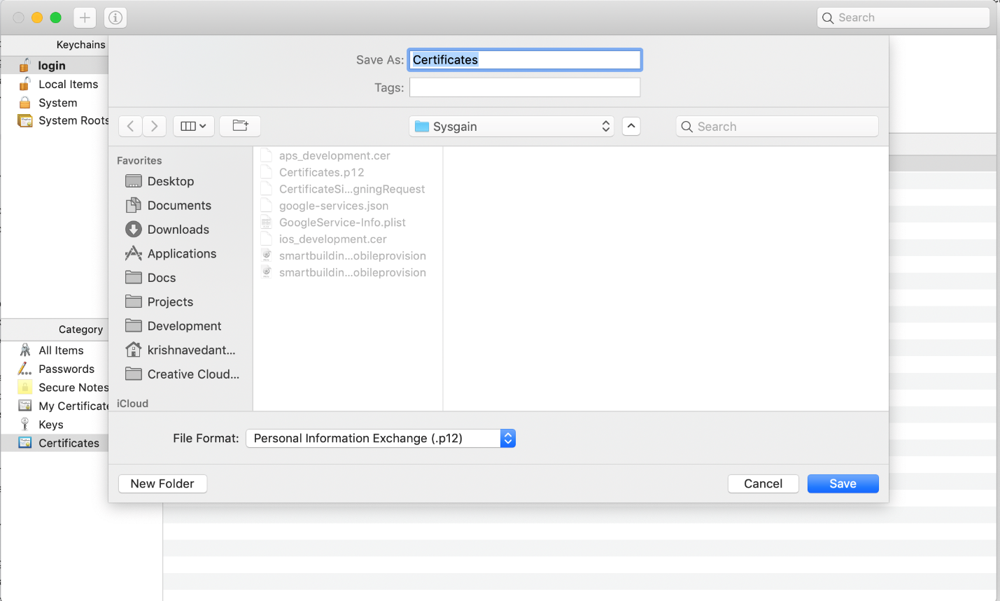 Search
Keychains
login
Local Items
System
System Roots
Category
All Items
Passwords
Secure Notes
My Certificate
Keys
Certificates
Save As: Certificates
Tags:
Sysgain
Search
Favorites
Desktop
Documents
Downloads
Applications
Docs
Projects
Development
krishnavedant...
Creative Cloud...
iCloud
aps_development.cer
Certificates.p12
CertificateSi...gningRequest
google-services.json
GoogleService-Info.plist
ios_development.cer
smartbuildin...obileprovision
smartbuildin...obileprovision
File Format: Personal Information Exchange (.p12)
New Folder
Cancel
Save